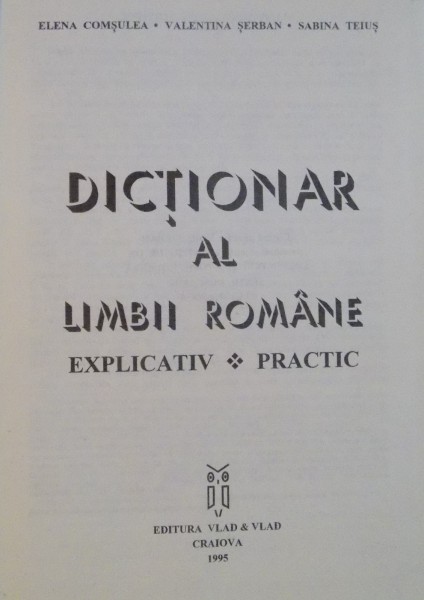 ELENA COMȘULEA • VALENTINA ȘERBAN • SABINA TEIUȘ
DICȚIONAR
AL
LIMBII ROMÂNE
EXPLICATIV ❖ PRACTIC
EDITURA VLAD & VLAD
CRAIOVA
1995